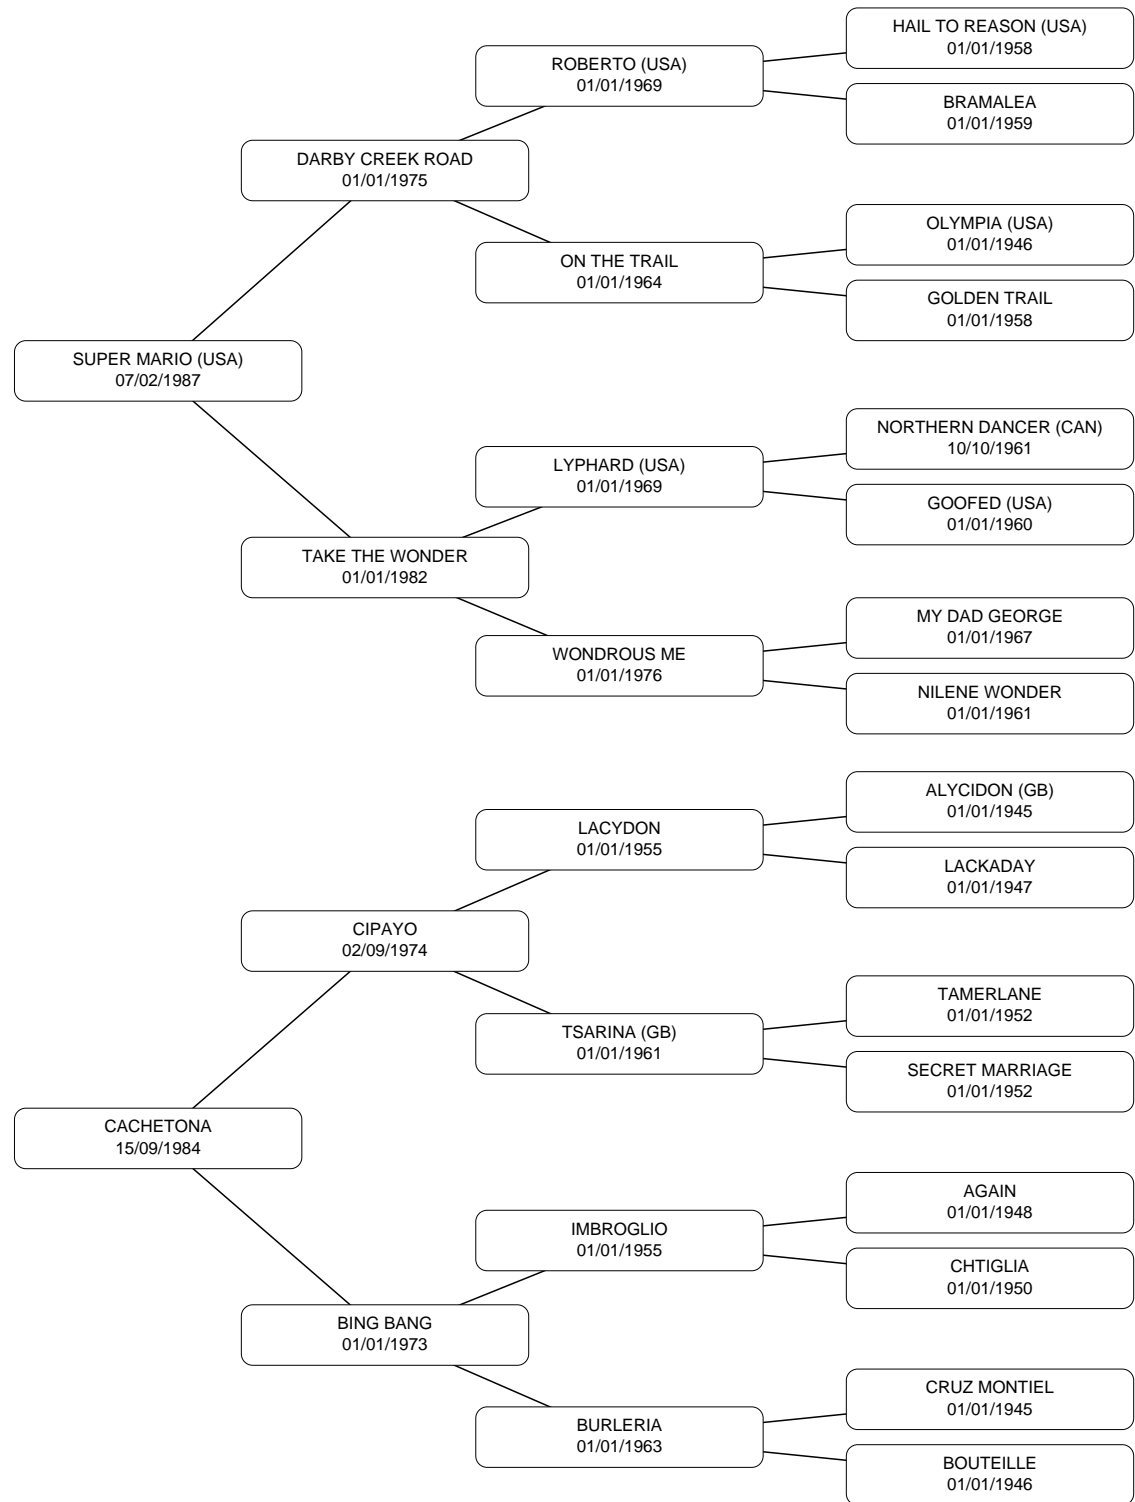 HAIL TO REASON (USA)
01/01/1958
ROBERTO (USA)
01/01/1969
BRAMALEA
01/01/1959
DARBY CREEK ROAD
01/01/1975
OLYMPIA (USA)
01/01/1946
ON THE TRAIL
01/01/1964
GOLDEN TRAIL
01/01/1958
SUPER MARIO (USA)
07/02/1987
NORTHERN DANCER (CAN)
10/10/1961
LYPHARD (USA)
01/01/1969
GOOFED (USA)
01/01/1960
TAKE THE WONDER
01/01/1982
MY DAD GEORGE
01/01/1967
WONDROUS ME
01/01/1976
NILENE WONDER
01/01/1961
ALYCIDON (GB)
01/01/1945
LACYDON
01/01/1955
LACKADAY
01/01/1947
CIPAYO
02/09/1974
TAMERLANE
01/01/1952
TSARINA (GB)
01/01/1961
SECRET MARRIAGE
01/01/1952
CACHETONA
15/09/1984
AGAIN
01/01/1948
IMBROGLIO
01/01/1955
CHTIGLIA
01/01/1950
BING BANG
01/01/1973
CRUZ MONTIEL
01/01/1945
BURLERIA
01/01/1963
BOUTEILLE
01/01/1946